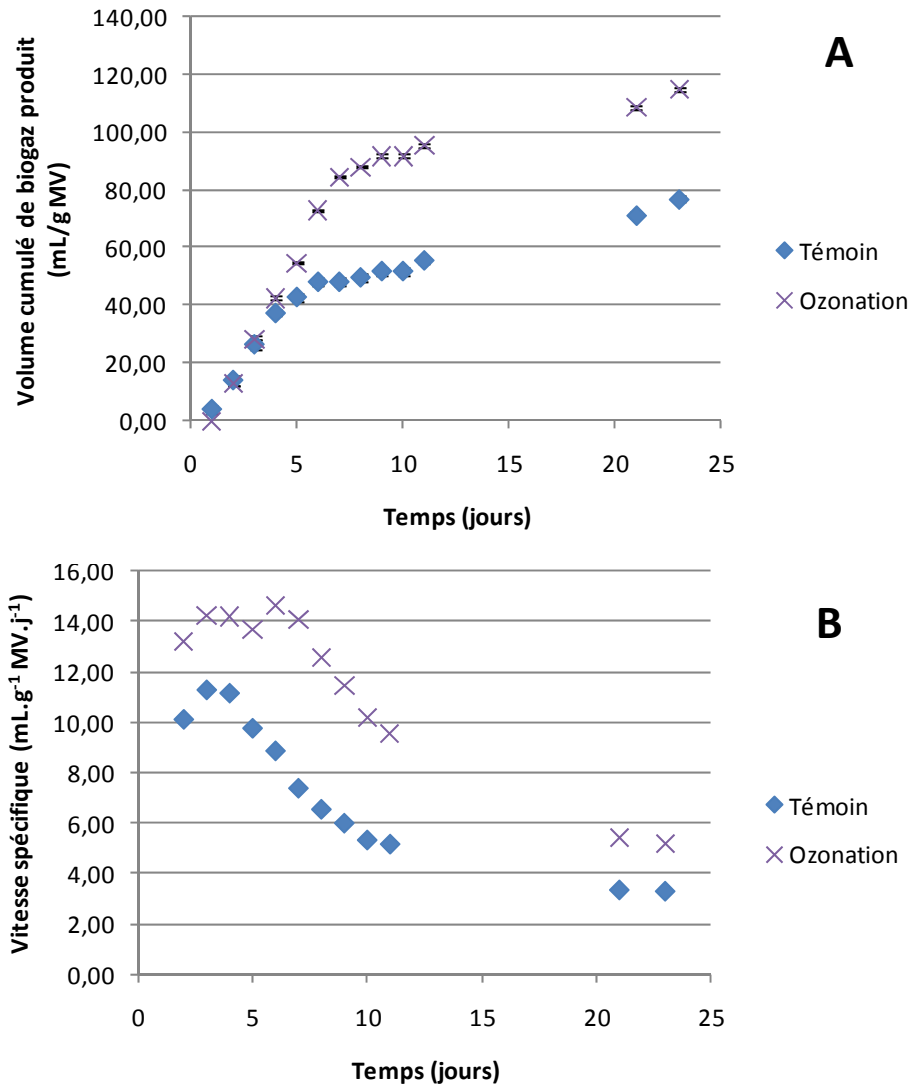 140,00
120,00
100,00
80,00
60,00
40,00
20,00
0,00
Volume cumulé de biogaz produit
(mL/g MV)
0
5
10
15
20
25
Temps (jours)
A
Témoin
Ozonation
16,00
14,00
12,00
10,00
8,00
6,00
4,00
2,00
0,00
Vitesse spécifique (mL.g⁻¹ MV.j⁻¹)
0
5
10
15
20
25
Temps (jours)
B
Témoin
Ozonation